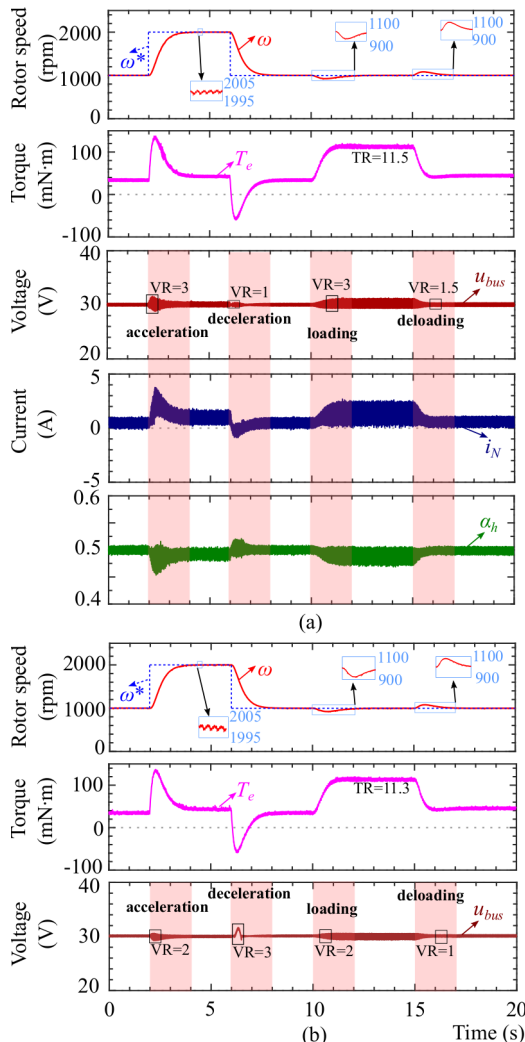 Rotor speed
(rpm)
2000
1000
0
ω*
ω
2005
1995
1100
900
1100
900
Torque
(mN·m)
100
0
-100
Te
TR=11.5
Voltage
(V)
40
30
20
VR=3
VR=1
VR=3
VR=1.5
ubus
acceleration
deceleration
loading
deloading
Current
(A)
5
0
-5
iN
0.6
0.5
0.4
αh
0 5 10 15 20
(a)
Rotor speed
(rpm)
2000
1000
0
ω*
ω
2005
1995
1100
900
1100
900
Torque
(mN·m)
100
0
-100
Te
TR=11.3
Voltage
(V)
40
30
20
acceleration
deceleration
loading
deloading
ubus
VR=2
VR=3
VR=2
VR=1
0 5 10 15 20
(b)
Time (s)